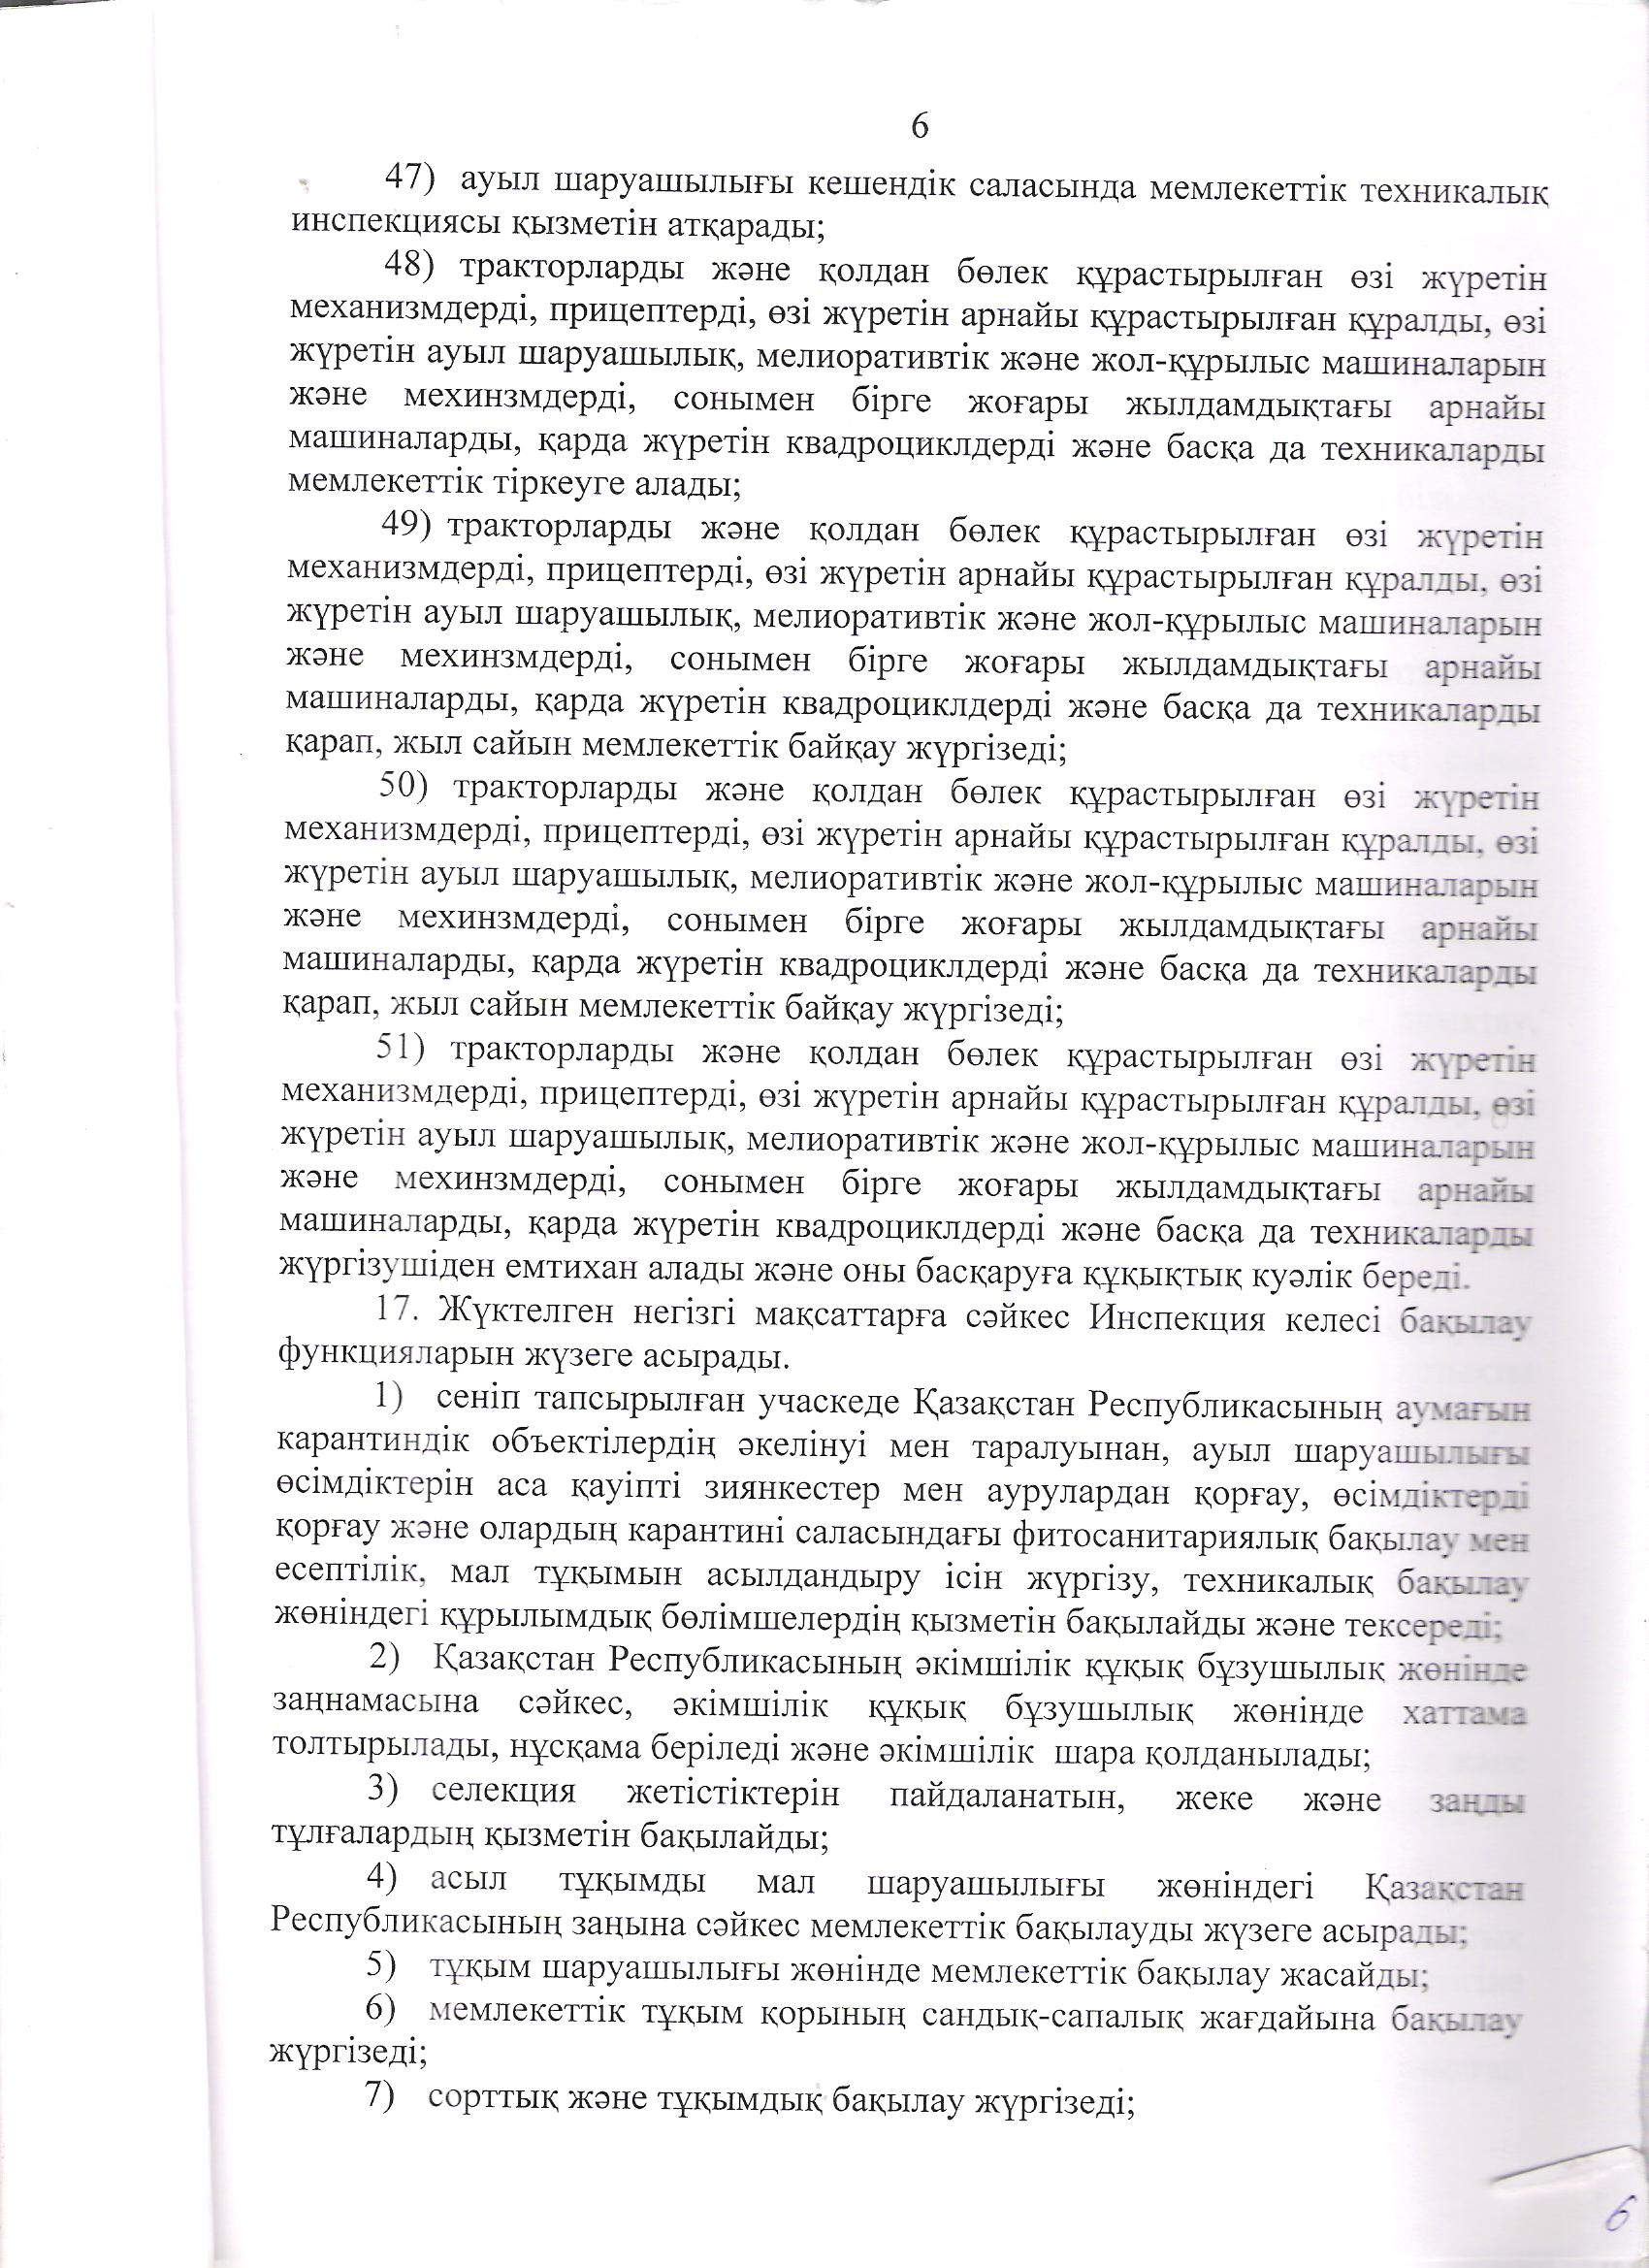 6
47) ауыл шаруашылығы кешендік саласында мемлекеттік техникалық
инспекциясы қызметін атқарады;
48) тракторларды және қолдан бөлек құрастырылған өзі жүретін
механизмдерді, прицептерді, өзі жүретін арнайы құрастырылған құралды, өзі
жүретін ауыл шаруашылық, мелиоративтік және жол-құрылыс машиналарын
және мехинзмдерді, сонымен бірге жоғары жылдамдықтағы арнайы
машиналарды, қарда жүретін квадроциклдерді және басқа да техникаларды
мемлекеттік тіркеуге алады;
49) тракторларды және қолдан бөлек құрастырылған өзі жүретін
механизмдерді, прицептерді, өзі жүретін арнайы құрастырылған құралды, өзі
жүретін ауыл шаруашылық, мелиоративтік және жол-құрылыс машиналарын
және мехинзмдерді, сонымен бірге жоғары жылдамдықтағы арнайы
машиналарды, қарда жүретін квадроциклдерді және басқа да техникаларды
қарап, жыл сайын мемлекеттік байқау жүргізеді;
50) тракторларды және қолдан бөлек құрастырылған өзі жүретін
механизмдерді, прицептерді, өзі жүретін арнайы құрастырылған құралды, өзі
жүретін ауыл шаруашылық, мелиоративтік және жол-құрылыс машиналарын
және мехинзмдерді, сонымен бірге жоғары жылдамдықтағы арнайы
машиналарды, қарда жүретін квадроциклдерді және басқа да техникаларды
қарап, жыл сайын мемлекеттік байқау жүргізеді;
51) тракторларды және қолдан бөлек құрастырылған өзі жүретін
механизмдерді, прицептерді, өзі жүретін арнайы құрастырылған құралды, өзі
жүретін ауыл шаруашылық, мелиоративтік және жол-құрылыс машиналарын
және мехинзмдерді, сонымен бірге жоғары жылдамдықтағы арнайы
машиналарды, қарда жүретін квадроциклдерді және басқа да техникаларды
жүргізушіден емтихан алады және оны басқаруға құқықтық куәлік береді.
17. Жүктелген негізгі мақсаттарға сәйкес Инспекция келесі бақылау
функцияларын жүзеге асырады.
1) сеніп тапсырылған учаскеде Қазақстан Республикасының аумағын
карантиндік объектілердің әкелінуі мен таралуынан, ауыл шаруашылығы
өсімдіктерін аса қауіпті зиянкестер мен аурулардан қорғау, өсімдіктерді
қорғау және олардың карантині саласындағы фитосанитариялық бақылау мен
есептілік, мал тұқымын асылдандыру ісін жүргізу, техникалық бақылау
жөніндегі құрылымдық бөлімшелердің қызметін бақылайды және тексереді;
2) Қазақстан Республикасының әкімшілік құқық бұзушылық жөнінде
заңнамасына сәйкес, әкімшілік құқық бұзушылық жөнінде хаттама
толтырылады, нұсқама беріледі және әкімшілік шара қолданылады;
3) селекция жетістіктерін пайдаланатын, жеке және заңды
тұлғалардың қызметін бақылайды;
4) асыл тұқымды мал шаруашылығы жөніндегі Қазақстан
Республикасының заңына сәйкес мемлекеттік бақылауды жүзеге асырады;
5) тұқым шаруашылығы жөнінде мемлекеттік бақылау жасайды;
6) мемлекеттік тұқым қорының сандық-сапалық жағдайына бақылау
жүргізеді;
7) сорттық және тұқымдық бақылау жүргізеді;
6